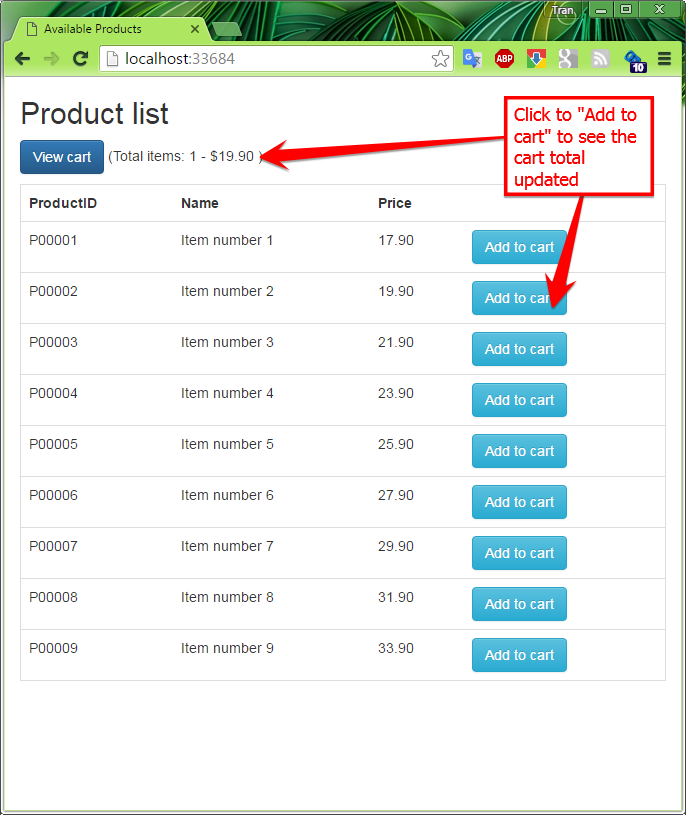 Tran
Available Products
localhost:33684
ABP
10
Product list
Click to "Add to
cart" to see the
cart total
updated
View cart (Total items: 1 - $19.90 )
ProductID Name Price
P00001 Item number 1 17.90 Add to cart
P00002 Item number 2 19.90 Add to cart
P00003 Item number 3 21.90 Add to cart
P00004 Item number 4 23.90 Add to cart
P00005 Item number 5 25.90 Add to cart
P00006 Item number 6 27.90 Add to cart
P00007 Item number 7 29.90 Add to cart
P00008 Item number 8 31.90 Add to cart
P00009 Item number 9 33.90 Add to cart